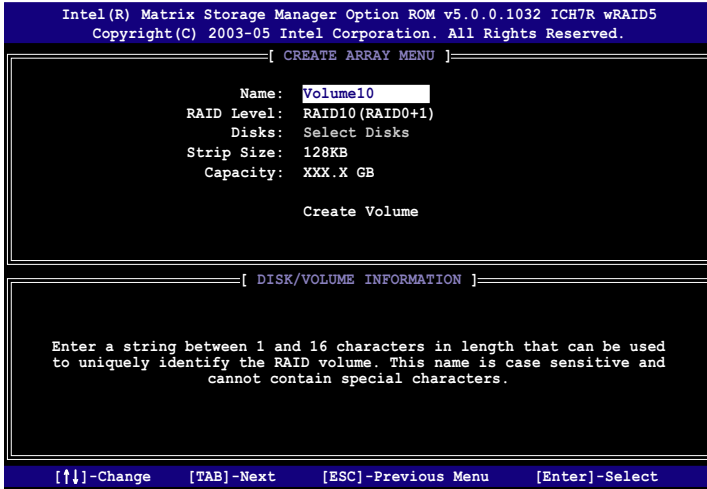 Intel(R) Matrix Storage Manager Option ROM v5.0.0.1032 ICH7R wRAID5
Copyright(C) 2003-05 Intel Corporation. All Rights Reserved.
[ CREATE ARRAY MENU ]
Name: Volume10
RAID Level: RAID10(RAID0+1)
Disks: Select Disks
Strip Size: 128KB
Capacity: XXX.X GB
Create Volume
[ DISK/VOLUME INFORMATION ]
Enter a string between 1 and 16 characters in length that can be used
to uniquely identify the RAID volume. This name is case sensitive and
cannot contain special characters.
[↑↓]-Change [TAB]-Next [ESC]-Previous Menu [Enter]-Select